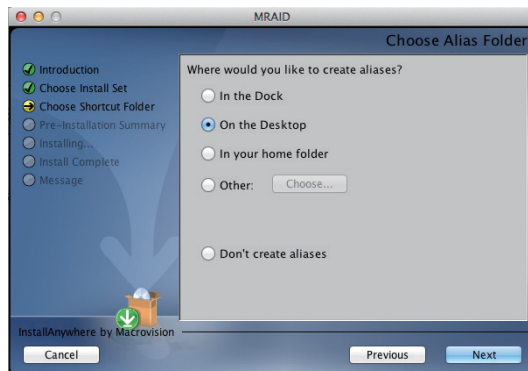 MRAID
Choose Alias Folder
Introduction
Choose Install Set
Choose Shortcut Folder
Pre-Installation Summary
Installing...
Install Complete
Message
Where would you like to create aliases?
In the Dock
On the Desktop
In your home folder
Other:
Choose...
Don't create aliases
InstallAnywhere by Macrovision
Cancel
Previous
Next